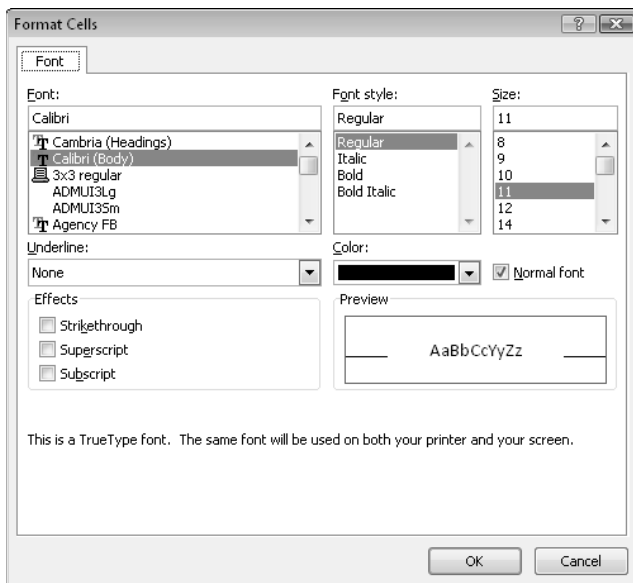 Format Cells
Font
Font:
Font style:
Size:
Calibri
Regular
11
Cambria (Headings)
Calibri (Body)
3x3 regular
ADMUI3Lg
ADMUI3Sm
Agency FB
Regular
Italic
Bold
Bold Italic
8
9
10
11
12
14
Underline:
Color:
None
Normal font
Effects
Strikethrough
Superscript
Subscript
Preview
AaBbCcYyZz
This is a TrueType font. The same font will be used on both your printer and your screen.
OK
Cancel